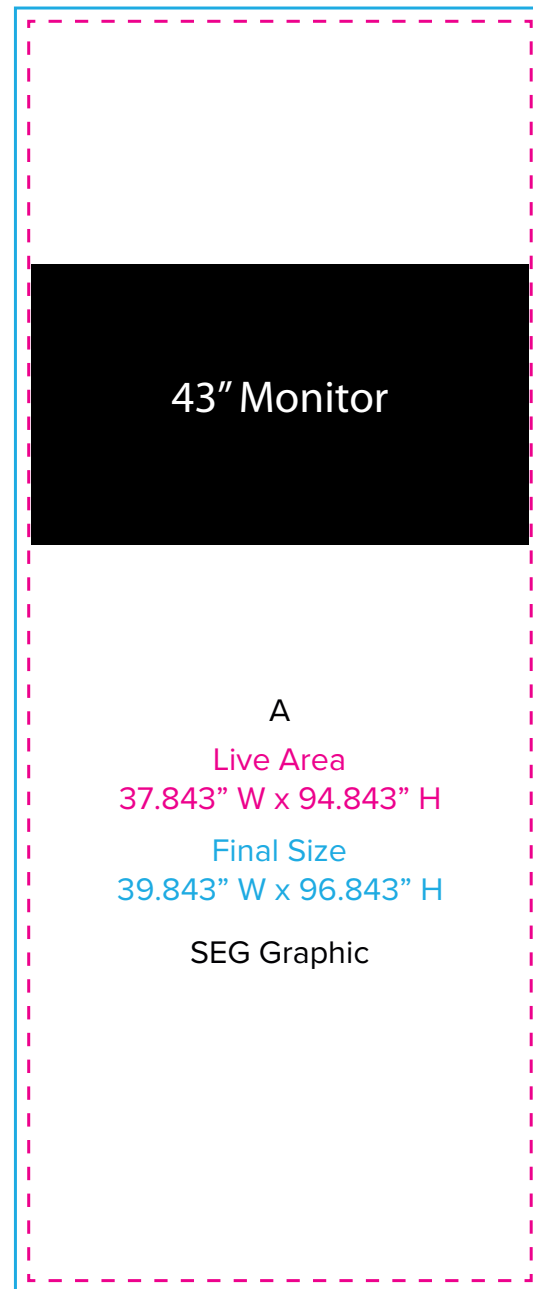 43” Monitor
A
Live Area
37.843” W x 94.843” H
Final Size
39.843” W x 96.843” H
SEG Graphic